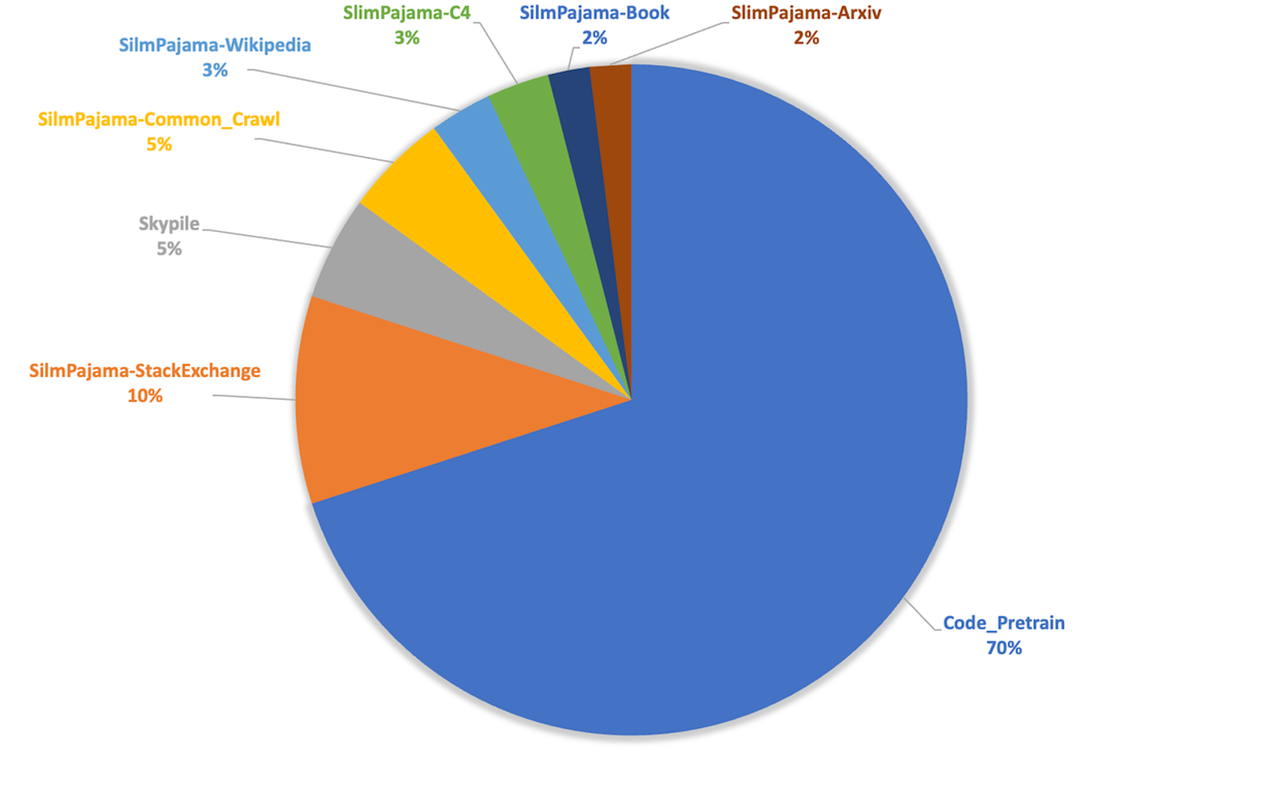 SlimPajama-C4
3%
SilmPajama-Book
2%
SlimPajama-Arxiv
2%
SilmPajama-Wikipedia
3%
SilmPajama-Common_Crawl
5%
Skypile
5%
SilmPajama-StackExchange
10%
Code_Pretrain
70%